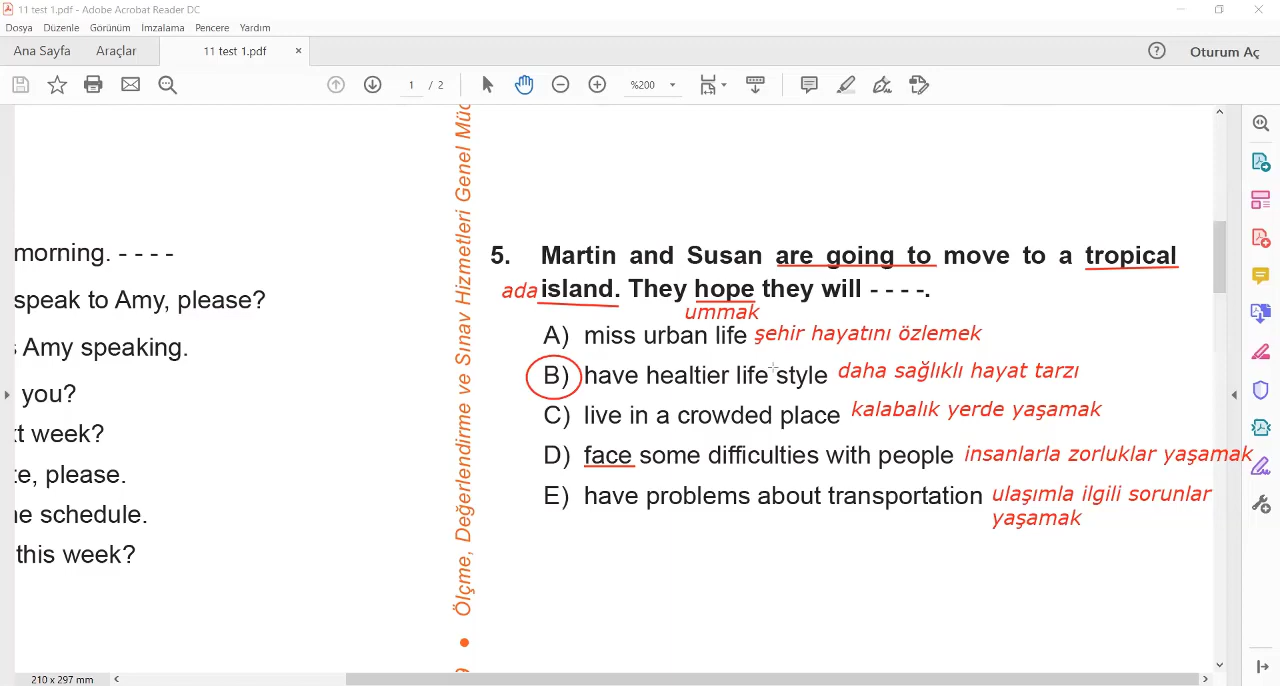 11 test 1.pdf - Adobe Acrobat Reader DC
Dosya Düzenle Görünüm İmzalama Pencere Yardım
Ana Sayfa Araçlar 11 test 1.pdf × Oturum Aç
1 / 2 %200
morning. - - - -
speak to Amy, please?
Amy speaking.
you?
week?
please.
schedule.
this week?
Ölçme, Değerlendirme ve Sınav Hizmetleri Genel
5. Martin and Susan are going to move to a tropical
ada island. They hope they will - - - -.
ummak
A) miss urban life şehir hayatını özlemek
B) have healtier life style daha sağlıklı hayat tarzı
C) live in a crowded place kalabalık yerde yaşamak
D) face some difficulties with people insanlarla zorluklar yaşamak
E) have problems about transportation ulaşımla ilgili sorunlar
yaşamak
210 x 297 mm